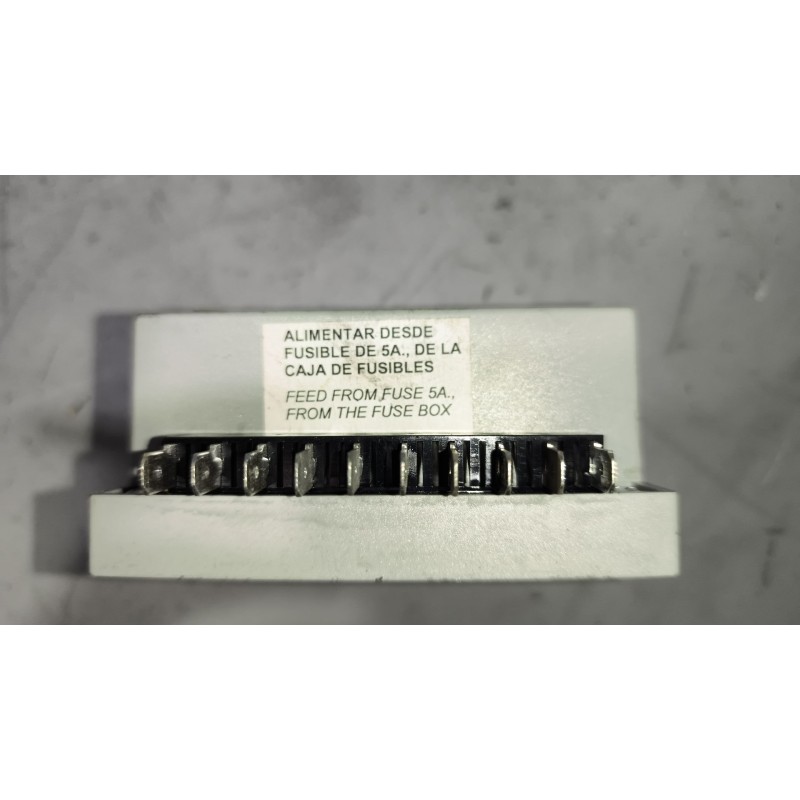 ALIMENTAR DESDE
FUSIBLE DE 5A., DE LA
CAJA DE FUSIBLES
FEED FROM FUSE 5A.,
FROM THE FUSE BOX